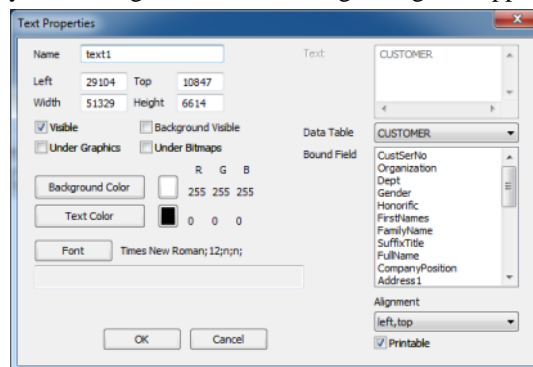 Text Properties
Name text1
Text CUSTOMER
Left 29104 Top 10847
Width 51329 Height 6614
Visible Background Visible
Under Graphics Under Bitmaps
Data Table CUSTOMER
Bound Field
CustSerNo
Organization
Dept
Gender
Honorific
FirstNames
FamilyName
SuffixTitle
FullName
CompanyPosition
Address1
R G B
Background Color 255 255 255
Text Color 0 0 0
Font Times New Roman;12;n;n;
Alignment
left,top
Printable
OK Cancel